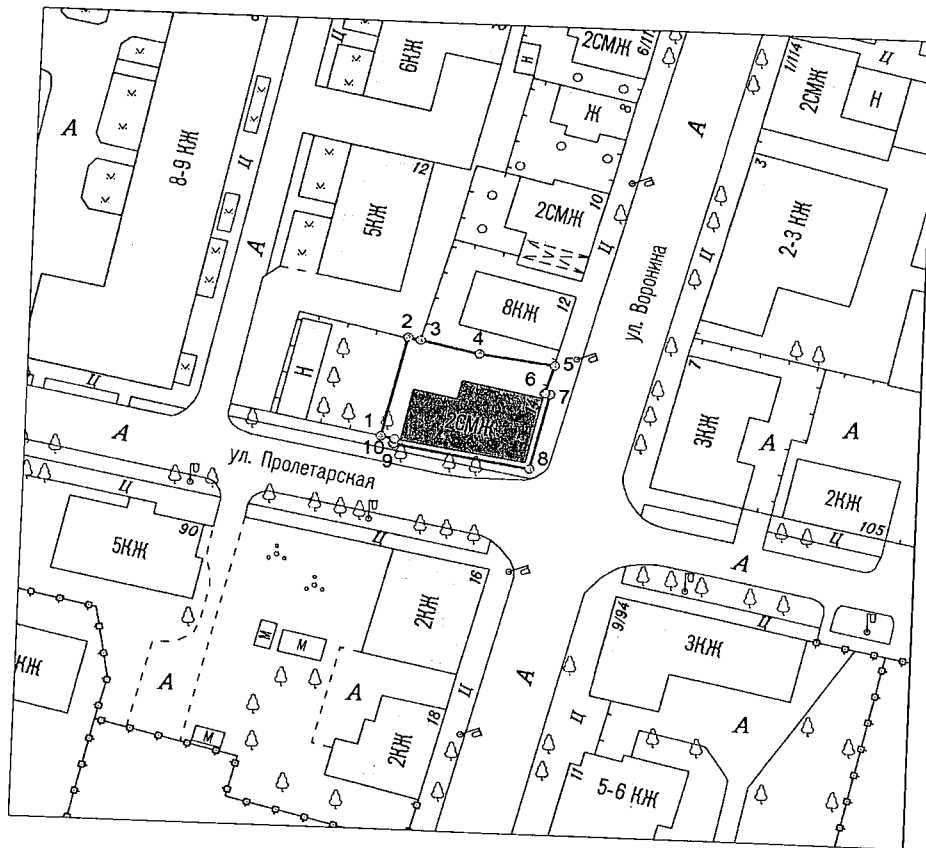 Ц
6КЖ
2СМЖ
6/11
1/114
Ц
Н
2СМЖ
Н
А
8-9 КЖ
Ц
Ж
8
А
12
5КЖ
2СМЖ
10
3
2-3 КЖ
Ц
А
Ц
ул. Воронина
8КЖ
12
2
3
4
5
6
7
Н
7
3КЖ
А
А
1
2СМЖ
10
9
8
Ц
А
ул. Пролетарская
2КЖ
105
Ц
Ц
90
5КЖ
Ц
А
16
2КЖ
9/94
3КЖ
Ц
КЖ
М
М
А
А
18
2КЖ
Ц
А
Ц
А
М
11
5-6 КЖ